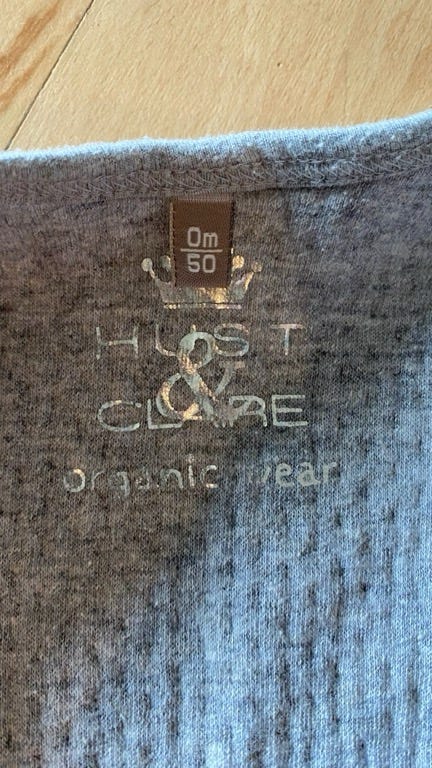 0m
50
HUST
&
CLAIRE
organic wear